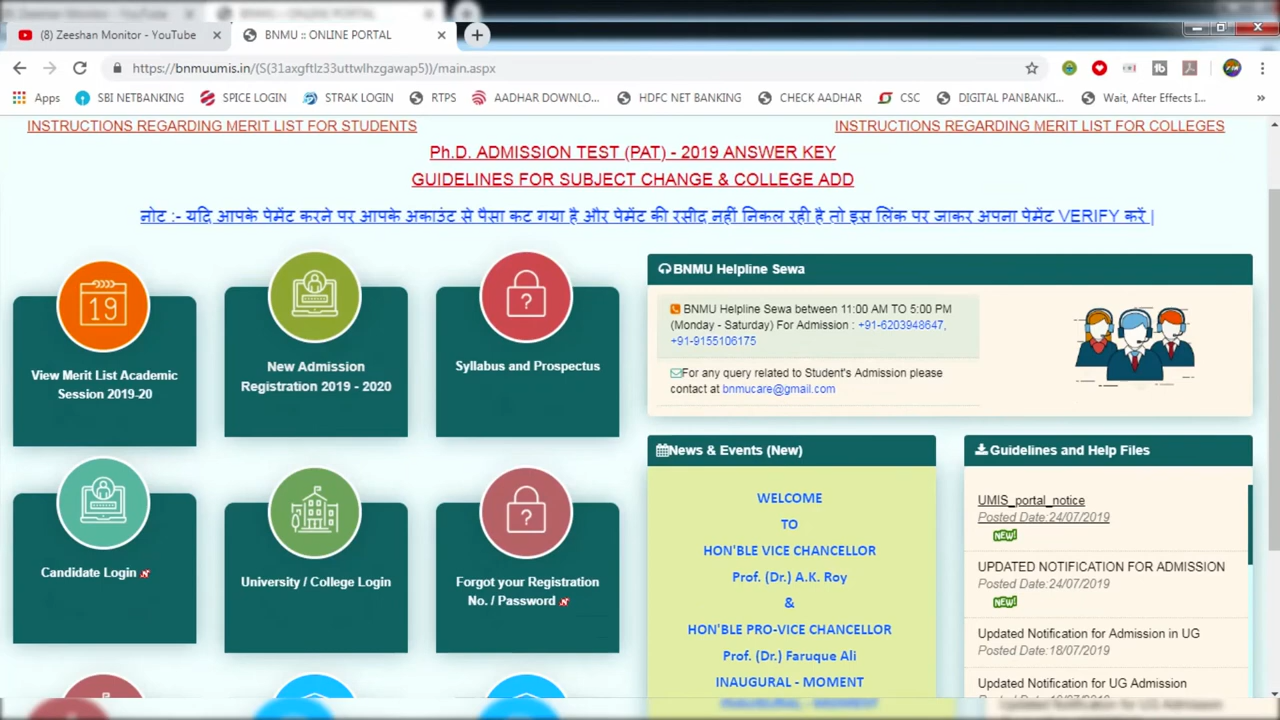 (8) Zeeshan Monitor - YouTube
BNMU :: ONLINE PORTAL
https://bnmuumis.in/(S(31axgftlz33uttwlhzgawap5))/main.aspx
Apps
SBI NETBANKING
SPICE LOGIN
STRAK LOGIN
RTPS
AADHAR DOWNLO...
HDFC NET BANKING
CHECK AADHAR
CSC
DIGITAL PANBANKI...
Wait, After Effects I...
INSTRUCTIONS REGARDING MERIT LIST FOR STUDENTS
INSTRUCTIONS REGARDING MERIT LIST FOR COLLEGES
Ph.D. ADMISSION TEST (PAT) - 2019 ANSWER KEY
GUIDELINES FOR SUBJECT CHANGE & COLLEGE ADD
नोट :- यदि आपके पेमेंट करने पर आपके अकाउंट से पैसा कट गया है और पेमेंट की रसीद नहीं निकल रही है तो इस लिंक पर जाकर अपना पेमेंट VERIFY करें |
19
View Merit List Academic
Session 2019-20
New Admission
Registration 2019 - 2020
Syllabus and Prospectus
Candidate Login
University / College Login
Forgot your Registration
No. / Password
BNMU Helpline Sewa
BNMU Helpline Sewa between 11:00 AM TO 5:00 PM
(Monday - Saturday) For Admission : +91-6203948647,
+91-9155106175
For any query related to Student's Admission please
contact at bnmucare@gmail.com
News & Events (New)
WELCOME
TO
HON'BLE VICE CHANCELLOR
Prof. (Dr.) A.K. Roy
&
HON'BLE PRO-VICE CHANCELLOR
Prof. (Dr.) Faruque Ali
INAUGURAL - MOMENT
Guidelines and Help Files
UMIS_portal_notice
Posted Date:24/07/2019
NEW!
UPDATED NOTIFICATION FOR ADMISSION
Posted Date:24/07/2019
NEW!
Updated Notification for Admission in UG
Posted Date:18/07/2019
Updated Notification for UG Admission